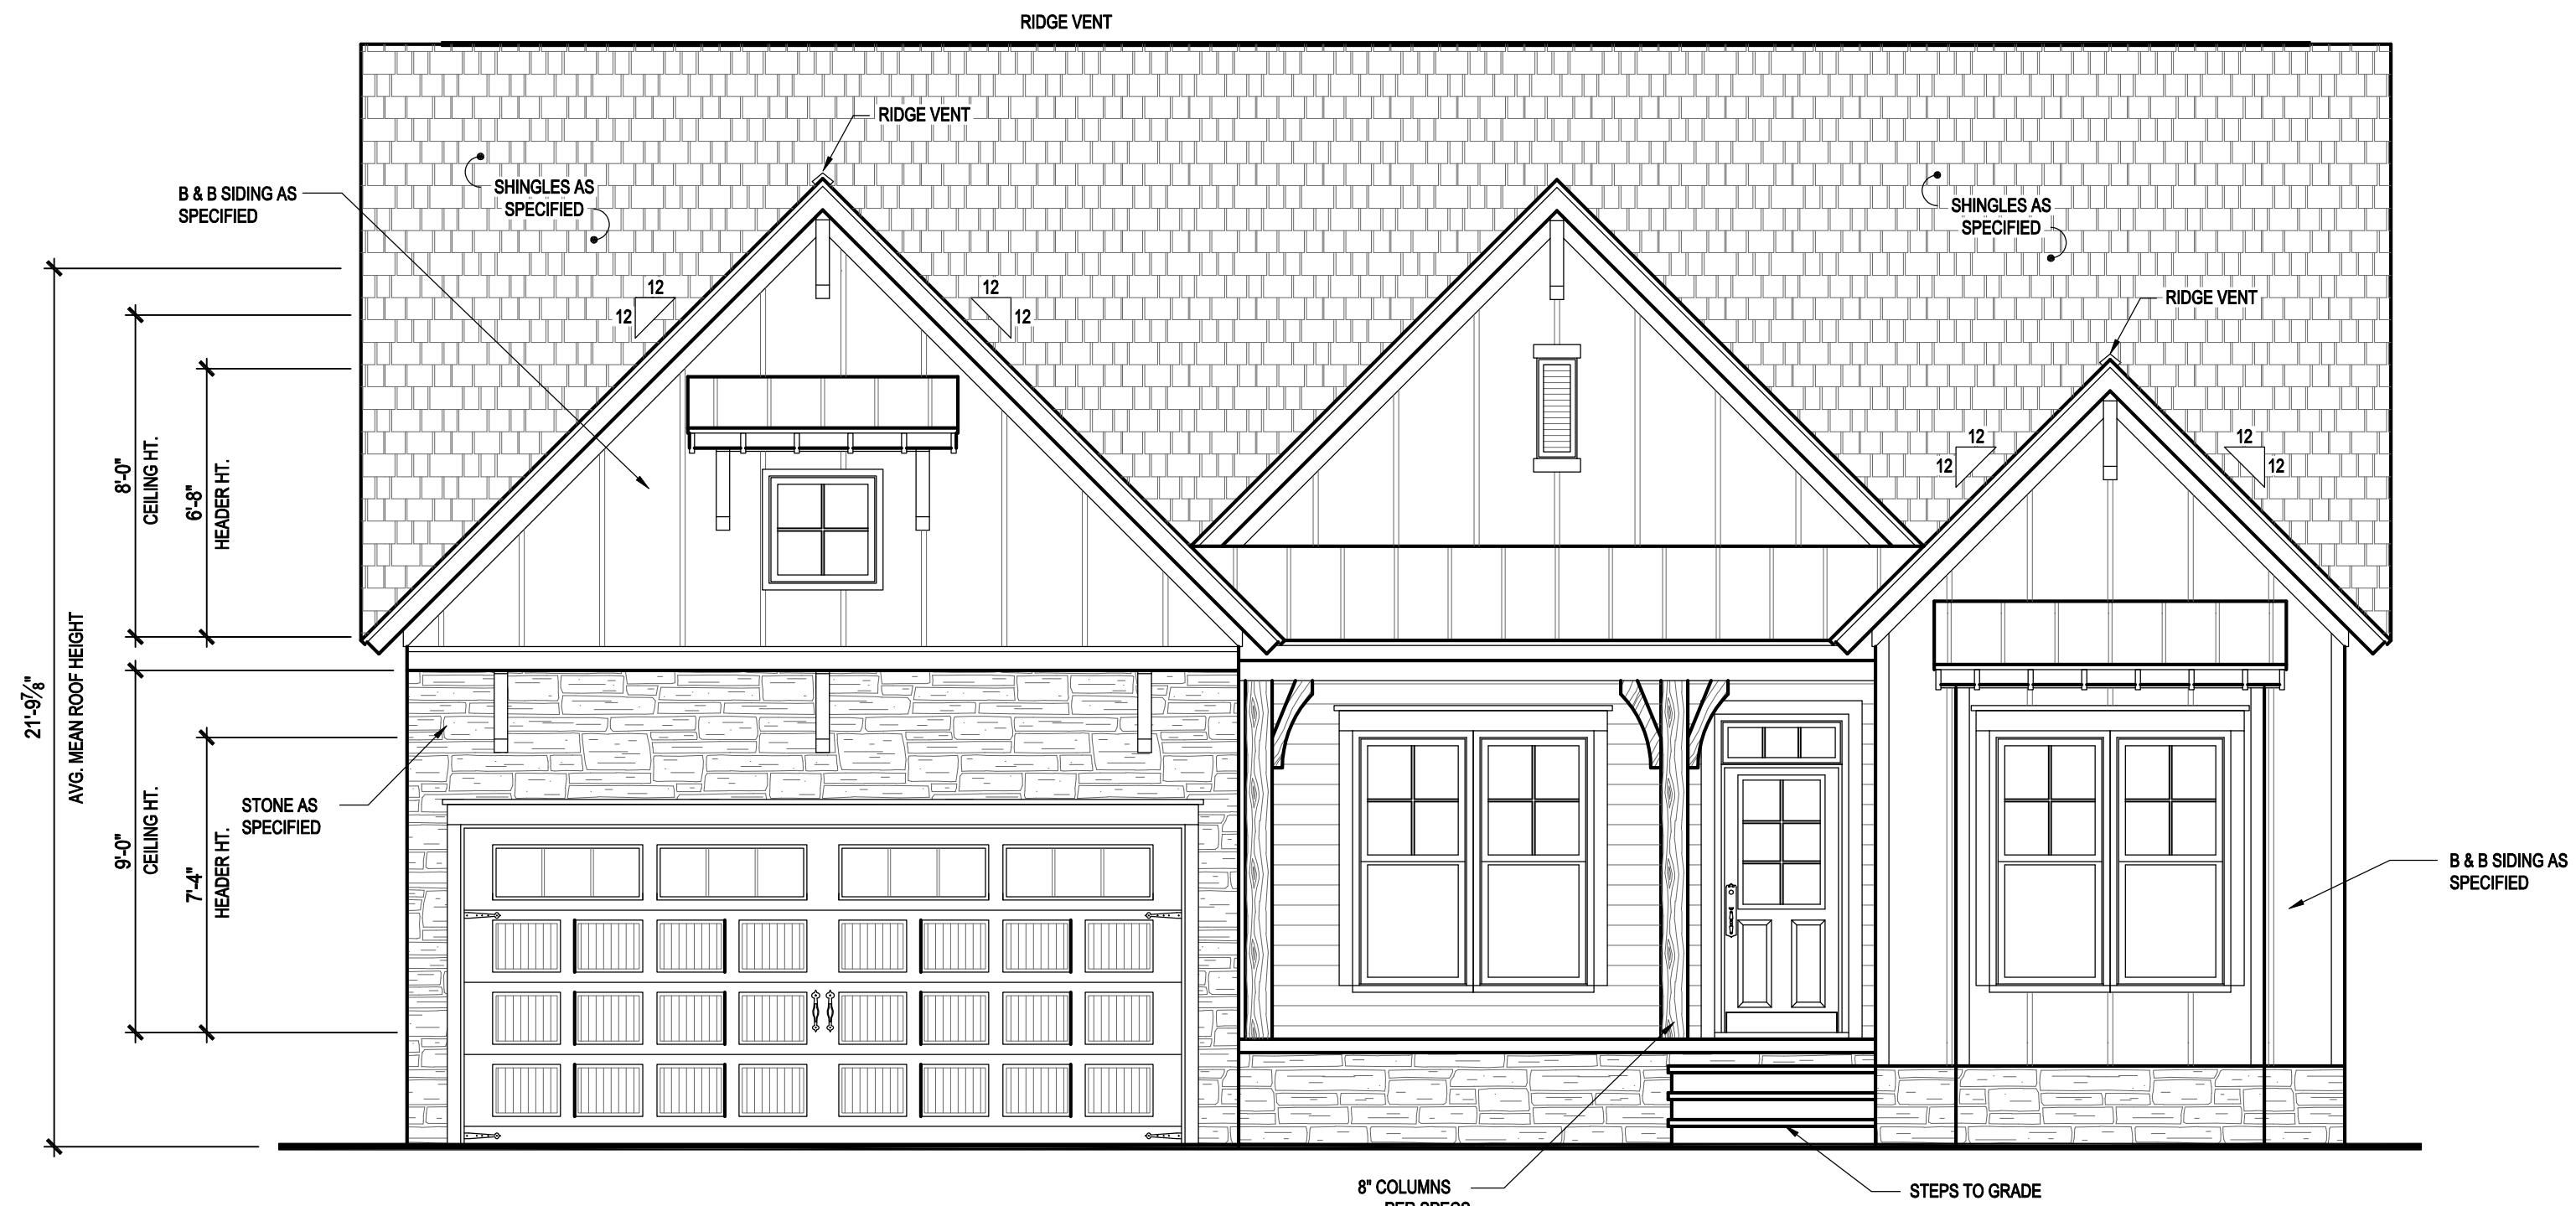 RIDGE VENT
RIDGE VENT
B & B SIDING AS
SPECIFIED
SHINGLES AS
SPECIFIED
SHINGLES AS
SPECIFIED
12
12
12
12
RIDGE VENT
12
12
12
12
21'-9⅞"
AVG. MEAN ROOF HEIGHT
8'-0"
CEILING HT.
6'-8"
HEADER HT.
9'-0"
CEILING HT.
7'-4"
HEADER HT.
STONE AS
SPECIFIED
B & B SIDING AS
SPECIFIED
8" COLUMNS
PER SPECS
STEPS TO GRADE